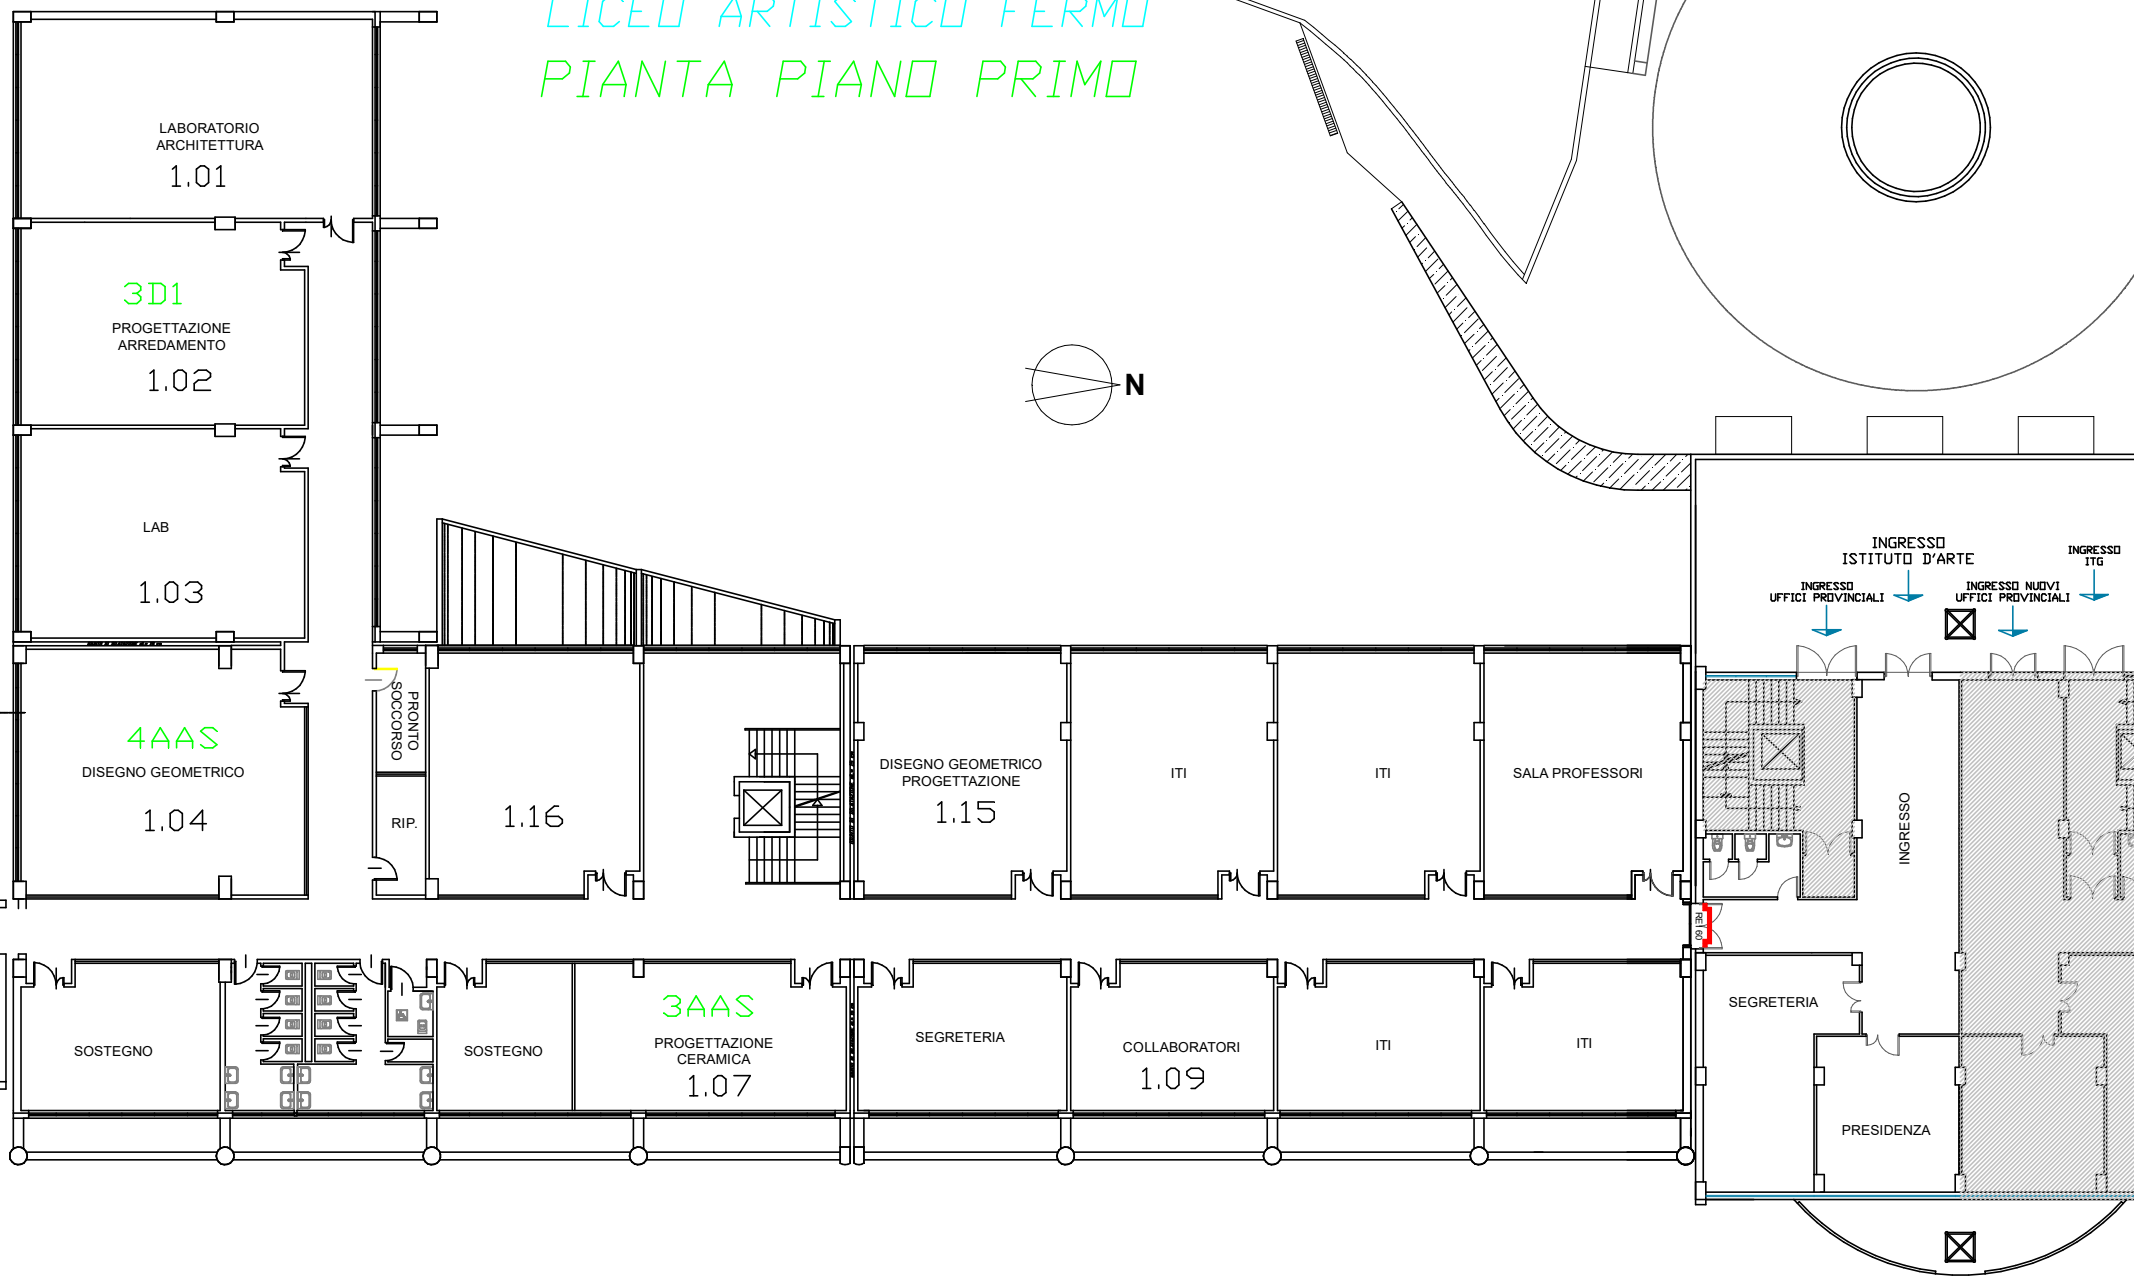 LICEO ARTISTICO FERMO
PIANTA PIANO PRIMO
LABORATORIO
ARCHITETTURA
1.01
3D1
PROGETTAZIONE
ARREDAMENTO
1.02
N
LAB
1.03
INGRESSO
ISTITUTO D'ARTE
INGRESSO
ITG
INGRESSO
UFFICI PROVINCIALI
INGRESSO NUOVI
UFFICI PROVINCIALI
4AAS
DISEGNO GEOMETRICO
1.04
PRONTO
SOCCORSO
RIP.
1.16
DISEGNO GEOMETRICO
PROGETTAZIONE
1.15
ITI
ITI
SALA PROFESSORI
INGRESSO
REI 60
SOSTEGNO
SOSTEGNO
3AAS
PROGETTAZIONE
CERAMICA
1.07
SEGRETERIA
COLLABORATORI
1.09
ITI
ITI
SEGRETERIA
PRESIDENZA